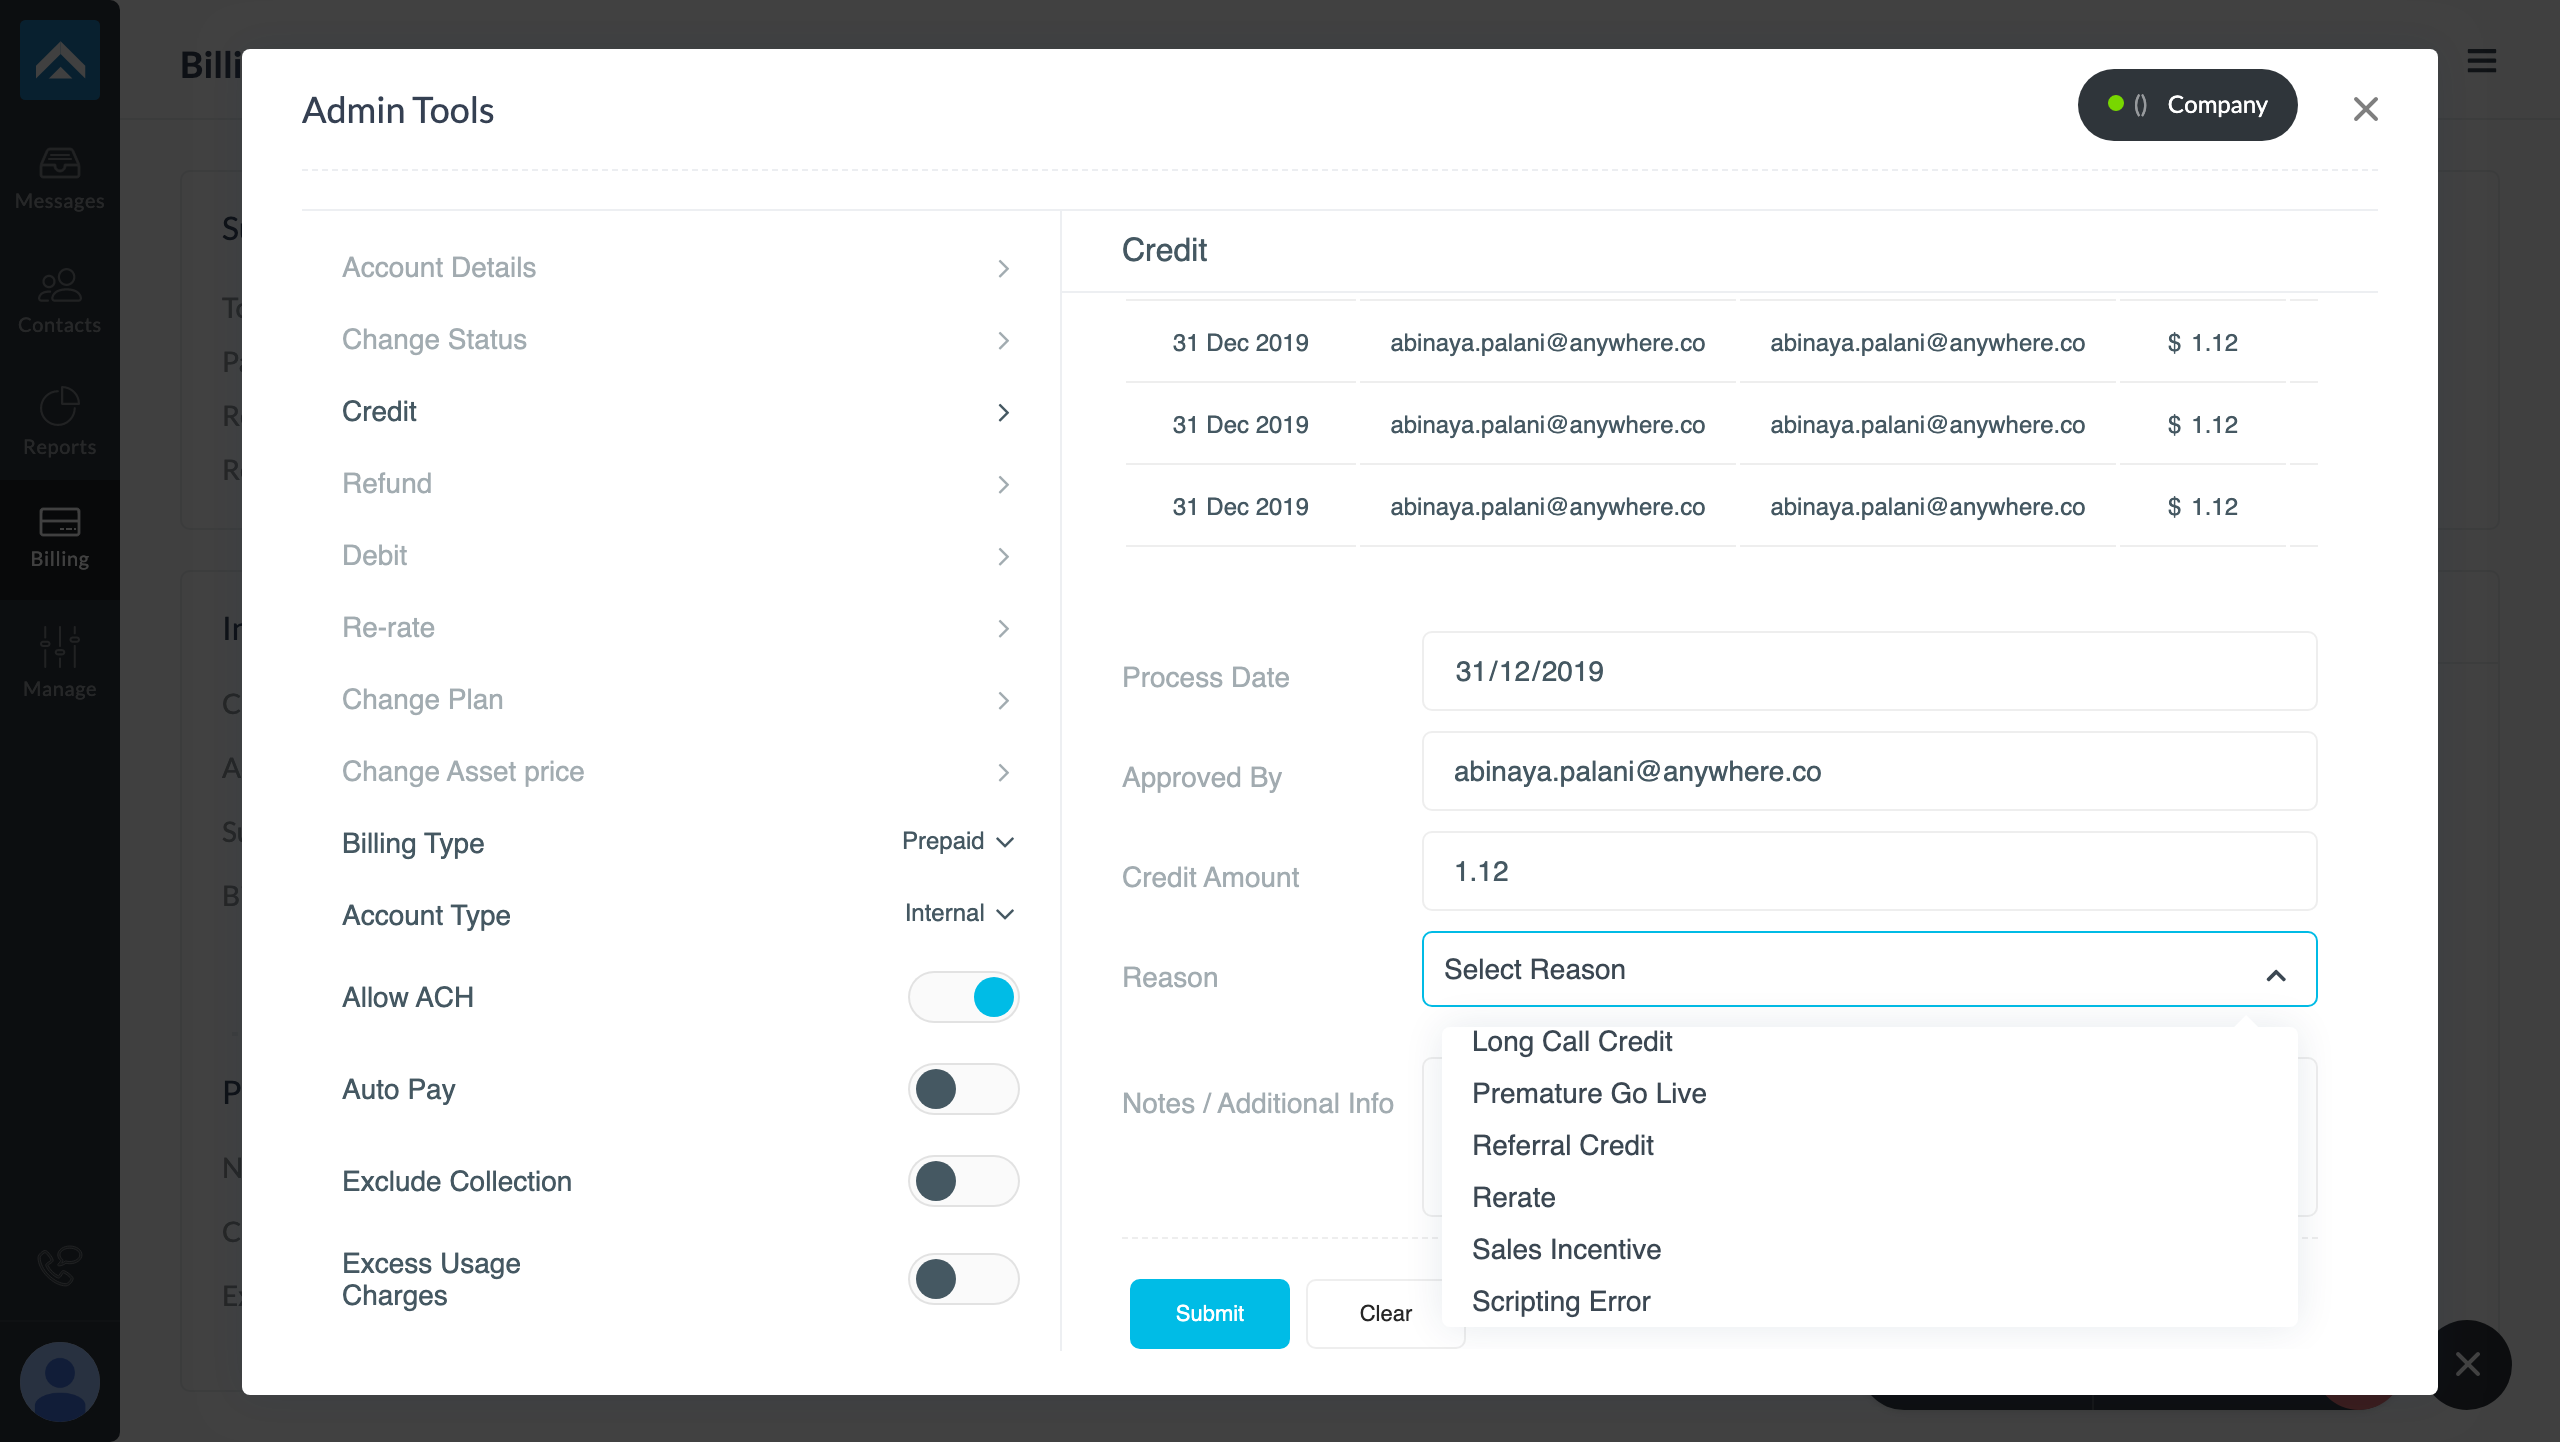 Billi
Admin Tools
() Company
Messages
Contacts
Reports
Billing
Manage
Account Details
Change Status
Credit
Refund
Debit
Re-rate
Change Plan
Change Asset price
Billing Type Prepaid
Account Type Internal
Allow ACH
Auto Pay
Exclude Collection
Excess Usage
Charges
Credit
31 Dec 2019 abinaya.palani@anywhere.co abinaya.palani@anywhere.co $ 1.12
31 Dec 2019 abinaya.palani@anywhere.co abinaya.palani@anywhere.co $ 1.12
31 Dec 2019 abinaya.palani@anywhere.co abinaya.palani@anywhere.co $ 1.12
Process Date 31/12/2019
Approved By abinaya.palani@anywhere.co
Credit Amount 1.12
Reason Select Reason
Long Call Credit
Premature Go Live
Referral Credit
Rerate
Sales Incentive
Scripting Error
Notes / Additional Info
Submit Clear